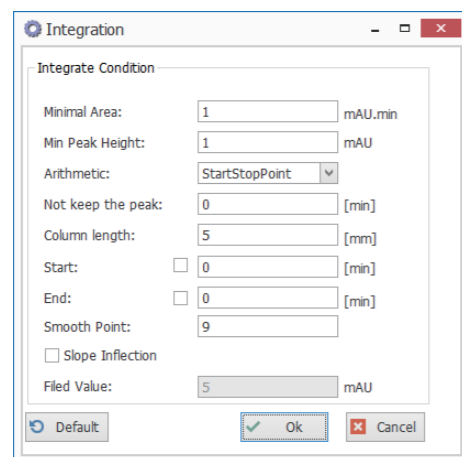 Integration
Integrate Condition
Minimal Area: 1 mAU.min
Min Peak Height: 1 mAU
Arithmetic: StartStopPoint
Not keep the peak: 0 [min]
Column length: 5 [mm]
Start: 0 [min]
End: 0 [min]
Smooth Point: 9
Slope Inflection
Filed Value: 5 mAU
Default Ok Cancel